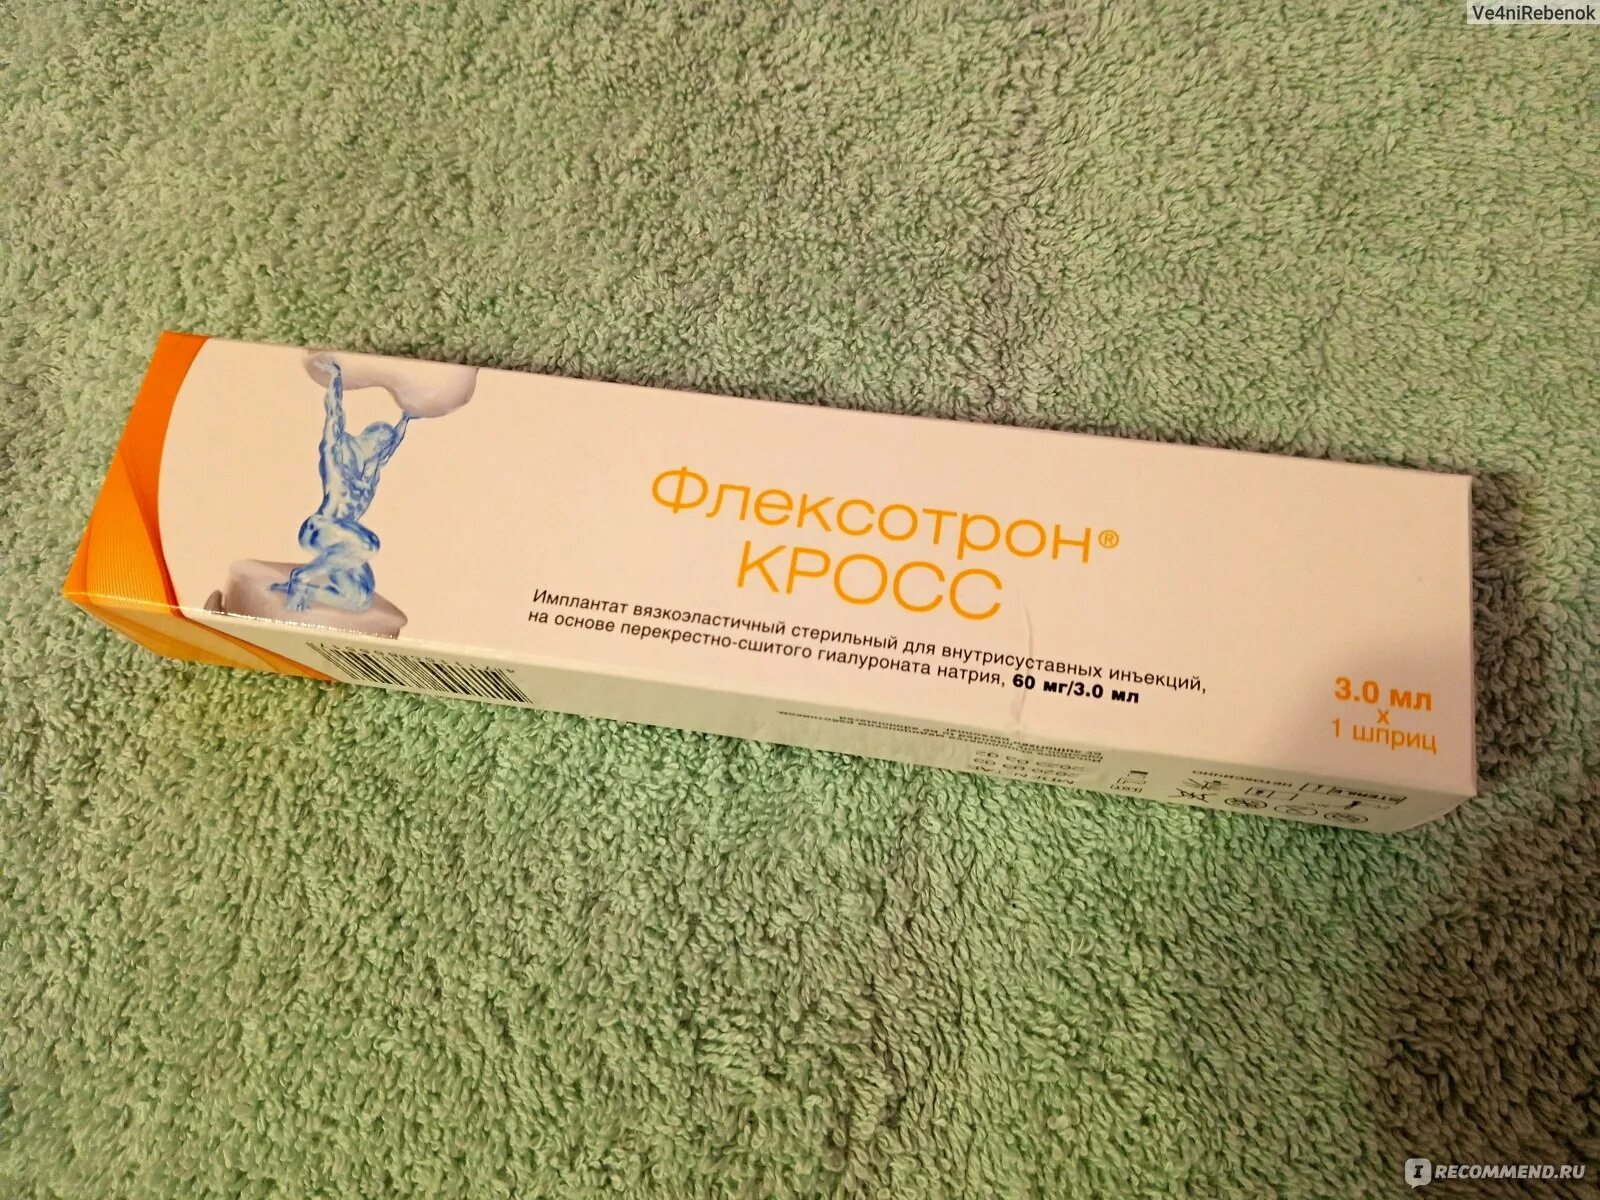 Ve4niRebenok
Флексотрон®
КРОСС
Имплантат вязкоэластичный стерильный для внутрисуставных инъекций,
на основе перекрестно-сшитого гиалуроната натрия, 60 мг/3.0 мл
3.0 мл
x
1 шприц
IRECOMMEND.RU